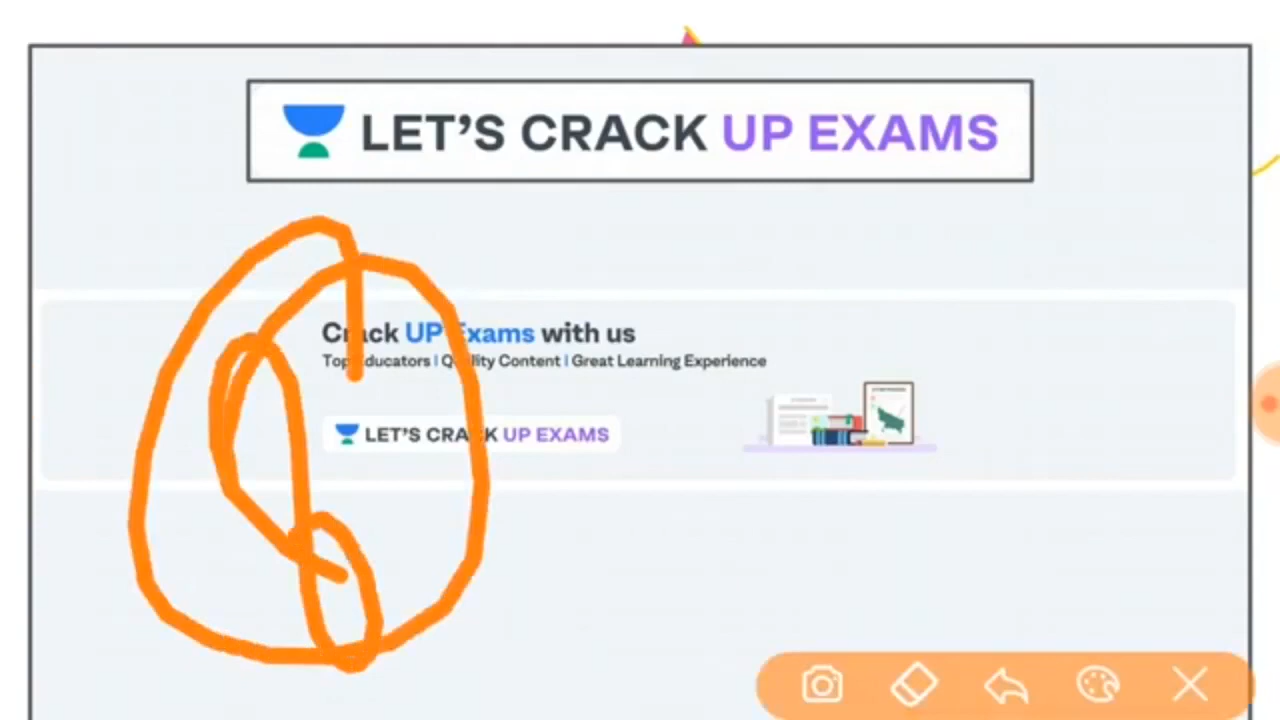 LET'S CRACK UP EXAMS
Crack UP Exams with us
Top Educators | Quality Content | Great Learning Experience
LET'S CRACK UP EXAMS